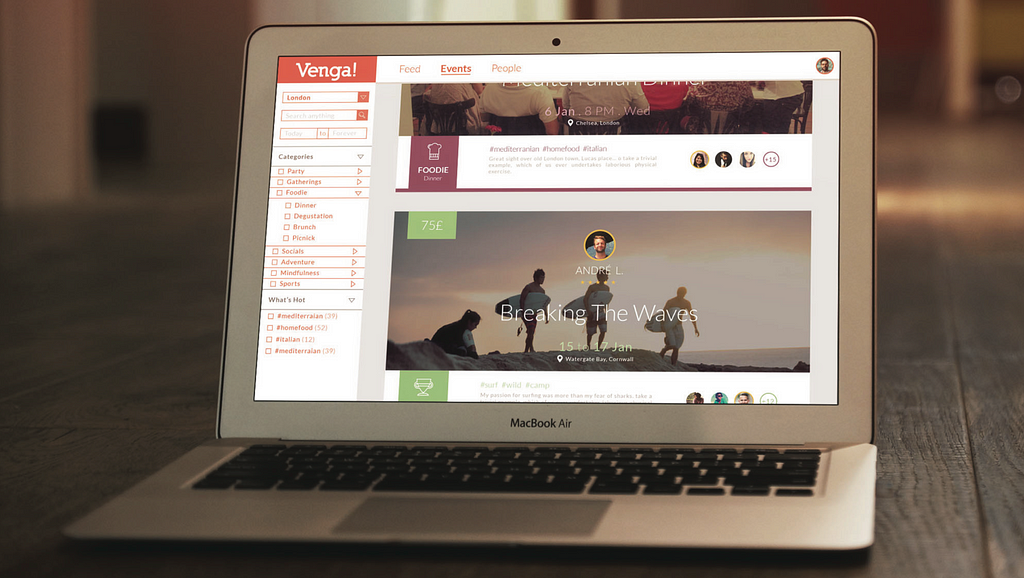 Venga!
Feed
Events
People
London
Search anything
Today
to
Forever
Categories
Party
Gatherings
Foodie
Dinner
Degustation
Brunch
Picnick
Socials
Adventure
Mindfulness
Sports
What's Hot
#mediterraian (39)
#homefood (52)
#italian (12)
#mediterraian (39)
Mediterranian Dinner
6 Jan . 8 PM . Wed
Chelsea, London
FOODIE
Dinner
#mediterranian #homefood #italian
Great sight over old London town. Lucas place... a take a trivial
example, which of us ever undertakes laborious physical
exercise.
+15
75£
ANDRÉ L.
Breaking The Waves
15 to 17 Jan
Watergate Bay, Cornwall
#surf #wild #camp
My passion for surfing was more than my fear of sharks. take a
+12
MacBook Air